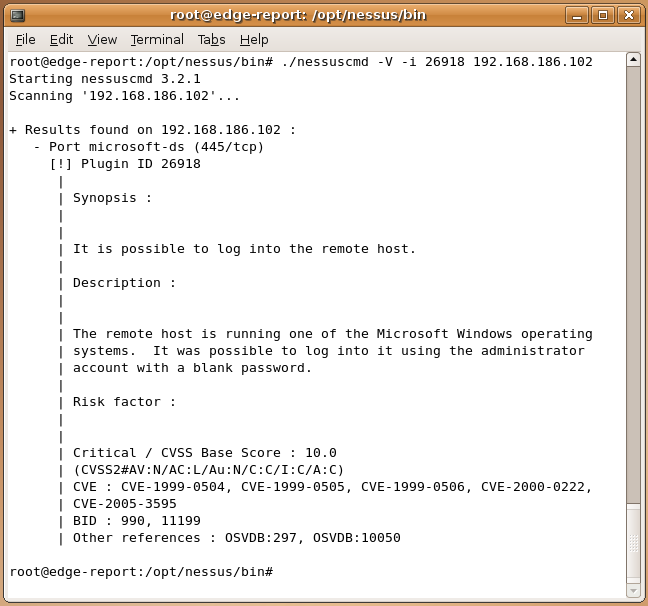 root@edge-report: /opt/nessus/bin
File Edit View Terminal Tabs Help
root@edge-report:/opt/nessus/bin# ./nessuscmd -V -i 26918 192.168.186.102
Starting nessuscmd 3.2.1
Scanning '192.168.186.102'...
+ Results found on 192.168.186.102 :
   - Port microsoft-ds (445/tcp)
     [!] Plugin ID 26918
      |
      | Synopsis :
      |
      |
      | It is possible to log into the remote host.
      |
      | Description :
      |
      |
      | The remote host is running one of the Microsoft Windows operating
      | systems.  It was possible to log into it using the administrator
      | account with a blank password.
      |
      | Risk factor :
      |
      |
      | Critical / CVSS Base Score : 10.0
      | (CVSS2#AV:N/AC:L/Au:N/C:C/I:C/A:C)
      | CVE : CVE-1999-0504, CVE-1999-0505, CVE-1999-0506, CVE-2000-0222,
      | CVE-2005-3595
      | BID : 990, 11199
      | Other references : OSVDB:297, OSVDB:10050
root@edge-report:/opt/nessus/bin#